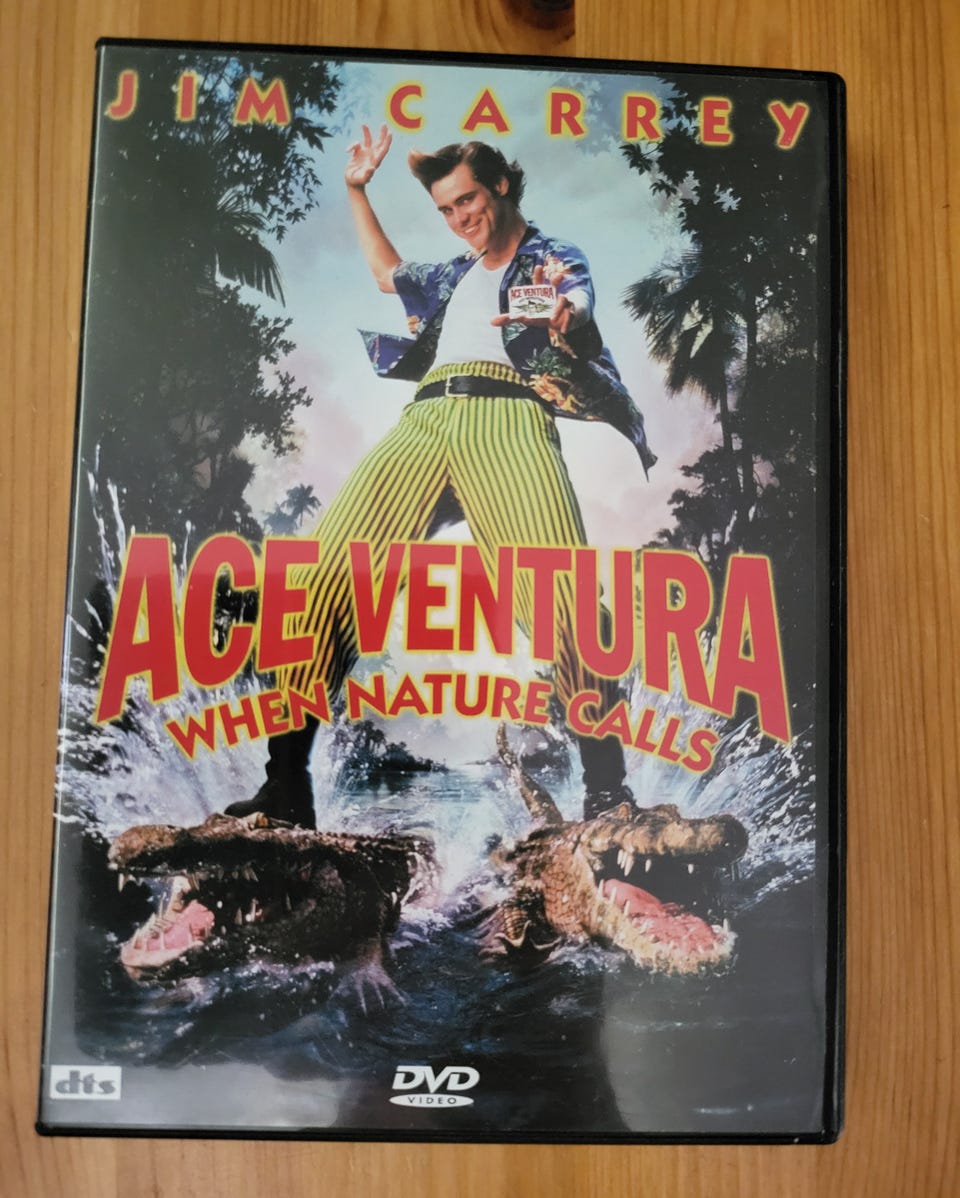 JIM CARREY
ACE VENTURA
ACE VENTURA
WHEN NATURE CALLS
dts
DVD
VIDEO